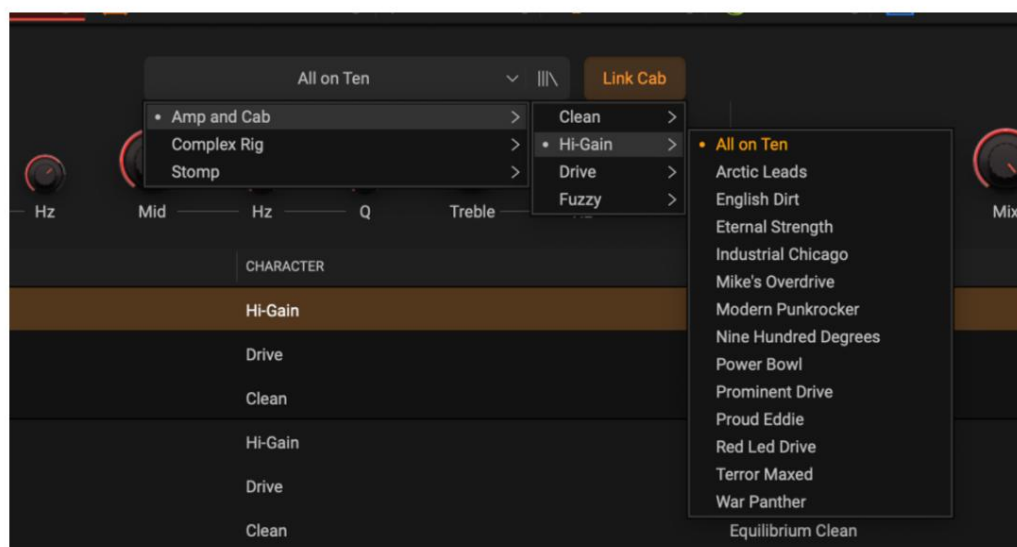 All on Ten
Link Cab
Amp and Cab
Complex Rig
Stomp
Clean
Hi-Gain
Drive
Fuzzy
All on Ten
Arctic Leads
English Dirt
Eternal Strength
Industrial Chicago
Mike's Overdrive
Modern Punkrocker
Nine Hundred Degrees
Power Bowl
Prominent Drive
Proud Eddie
Red Led Drive
Terror Maxed
War Panther
Hz Mid Hz Q Treble Mix
CHARACTER
Hi-Gain
Drive
Clean
Hi-Gain
Drive
Clean Equilibrium Clean